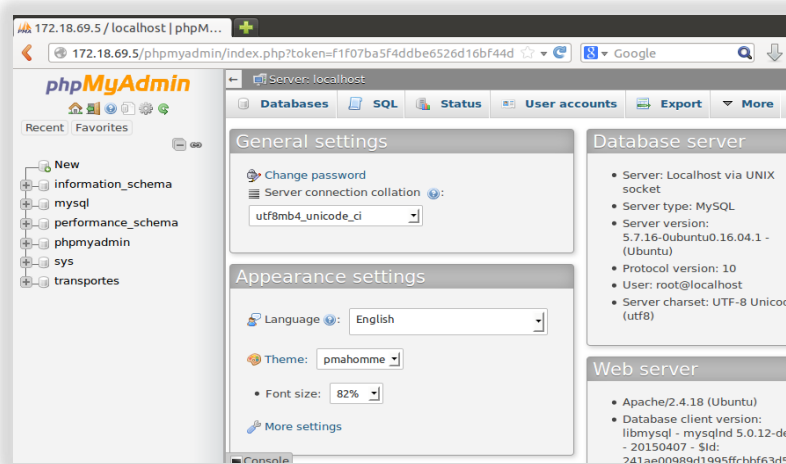 172.18.69.5 / localhost | phpM...
172.18.69.5/phpmyadmin/index.php?token=f1f07ba5f4ddbe6526d16bf44d
Google
phpMyAdmin
Recent Favorites
New
information_schema
mysql
performance_schema
phpmyadmin
sys
transportes
Server: localhost
Databases SQL Status User accounts Export More
General settings
Change password
Server connection collation :
utf8mb4_unicode_ci
Appearance settings
Language : English
Theme: pmahomme
• Font size: 82%
More settings
Console
Database server
• Server: Localhost via UNIX
socket
• Server type: MySQL
• Server version:
5.7.16-0ubuntu0.16.04.1 -
(Ubuntu)
• Protocol version: 10
• User: root@localhost
• Server charset: UTF-8 Unico
(utf8)
Web server
• Apache/2.4.18 (Ubuntu)
• Database client version:
libmysql - mysqlnd 5.0.12-de
- 20150407 - $Id:
241ae00989d1995ffcbbf63d5